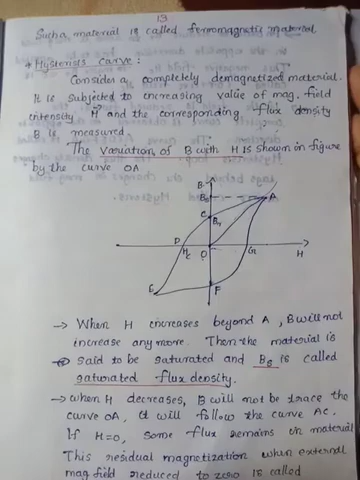 13
Such a material is called ferromagnetic material
* Hystensis curve:
Consider a completely demagnetized material.
It is subjected to increasing value of mag. field
intensity H and the corresponding flux density
B is measured.
The variation of B with H is shown in figure
by the curve OA
B
Bs
A
C
Br
D
Hc
O
G
H
E
F
→ When H increases beyond A, B will not
increase any more. Then the material is
said to be saturated and Bs is called
saturated flux density.
→ When H decreases, B will not be trace the
curve OA, it will follow the curve AC.
If H=0, some flux remains in material
This residual magnetization when external
mag field reduced to zero is called